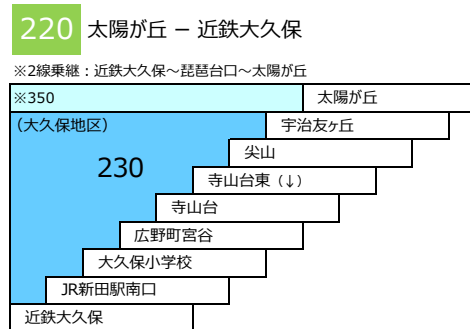 220 太陽が丘 − 近鉄大久保
※2線乗継：近鉄大久保～琵琶台口～太陽が丘
※350 太陽が丘
（大久保地区） 宇治友ヶ丘
230 尖山
寺山台東（↓）
寺山台
広野町宮谷
大久保小学校
JR新田駅南口
近鉄大久保